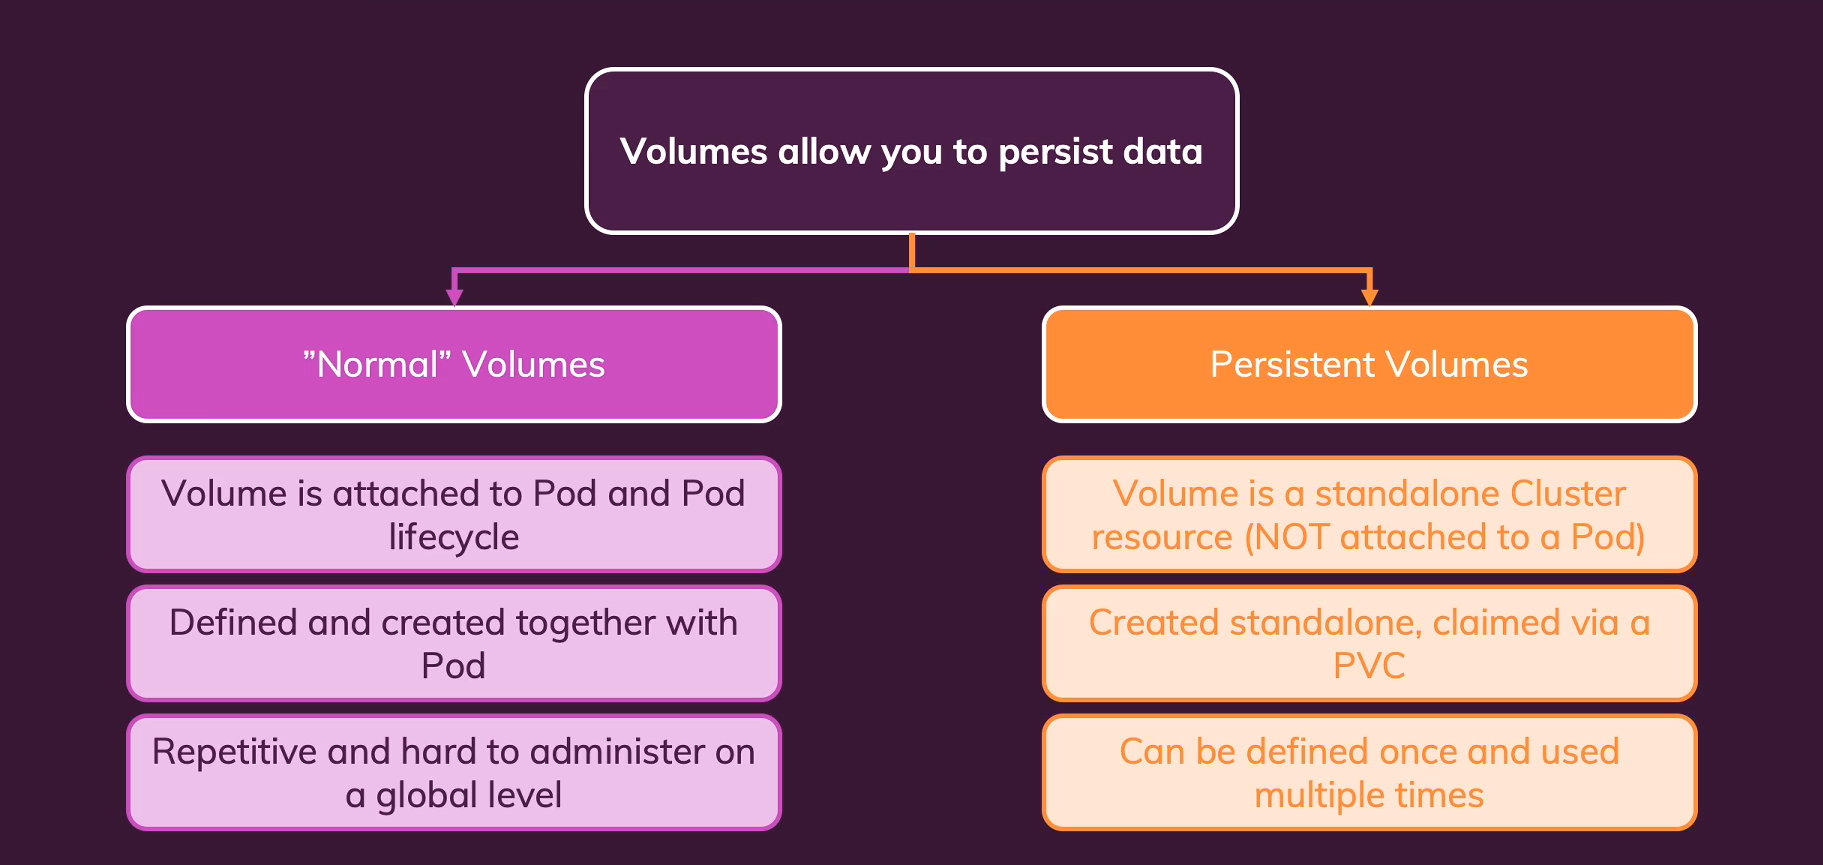 Volumes allow you to persist data
”Normal” Volumes
Volume is attached to Pod and Pod
lifecycle
Defined and created together with
Pod
Repetitive and hard to administer on
a global level
Persistent Volumes
Volume is a standalone Cluster
resource (NOT attached to a Pod)
Created standalone, claimed via a
PVC
Can be defined once and used
multiple times